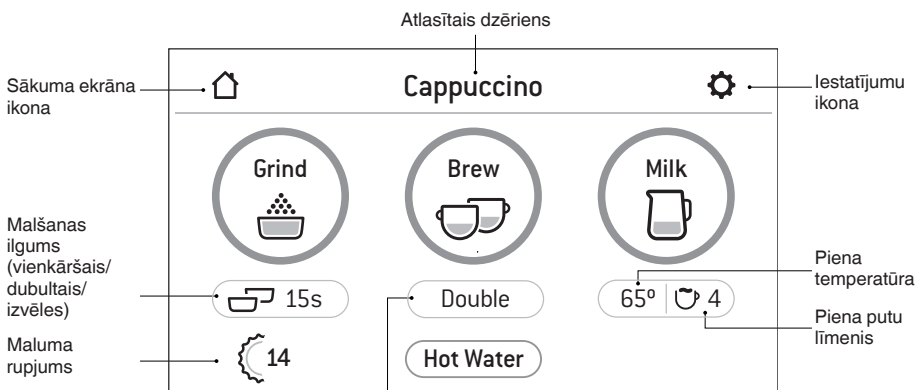 Atlasītais dzēriens
Sākuma ekrāna
ikona
Cappuccino
Iestatījumu
ikona
Grind
Brew
Milk
Malšanas
ilgums
(vienkāršais/
dubultais/
izvēles)
15s
Double
65º
4
Piena
temperatūra
Piena putu
līmenis
Maluma
rupjums
14
Hot Water